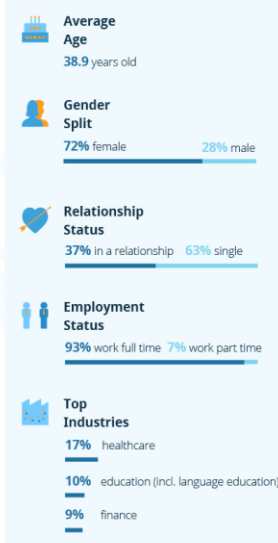 Average
Age
38.9 years old
Gender
Split
72% female 28% male
Relationship
Status
37% in a relationship 63% single
Employment
Status
93% work full time 7% work part time
Top
Industries
17% healthcare
10% education (incl. language education)
9% finance